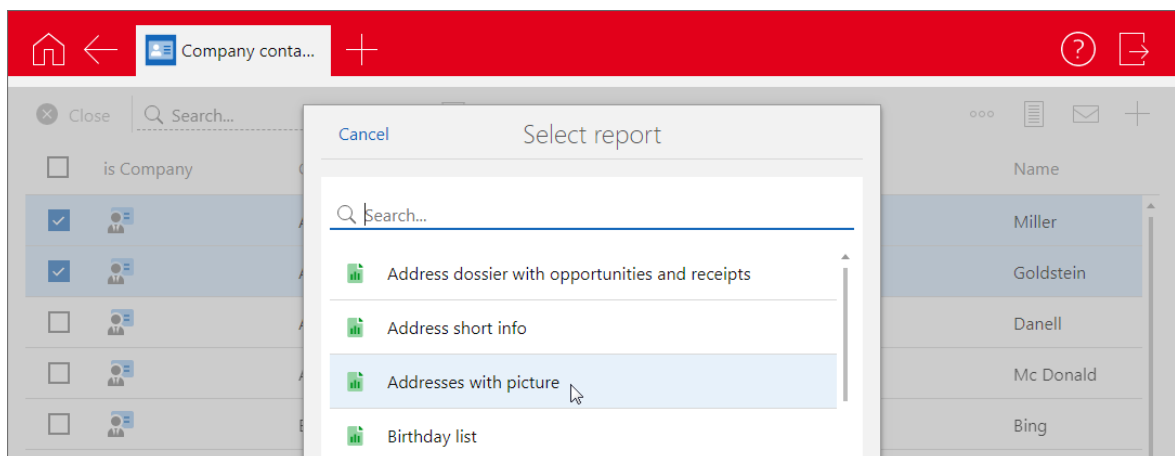 Company conta...
?
Close
Search...
Cancel
Select report
ooo
is Company
Name
Search...
Miller
Address dossier with opportunities and receipts
Goldstein
Address short info
Danell
Addresses with picture
Mc Donald
Birthday list
Bing